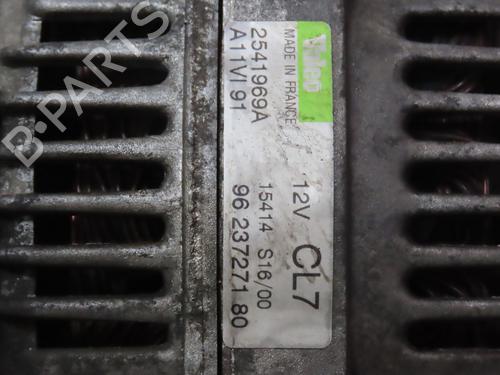 Valeo
MADE IN FRANCE
2541969A
A11VI 91
12V CL7
15414 S16/00
96 237271 80
B-PARTS